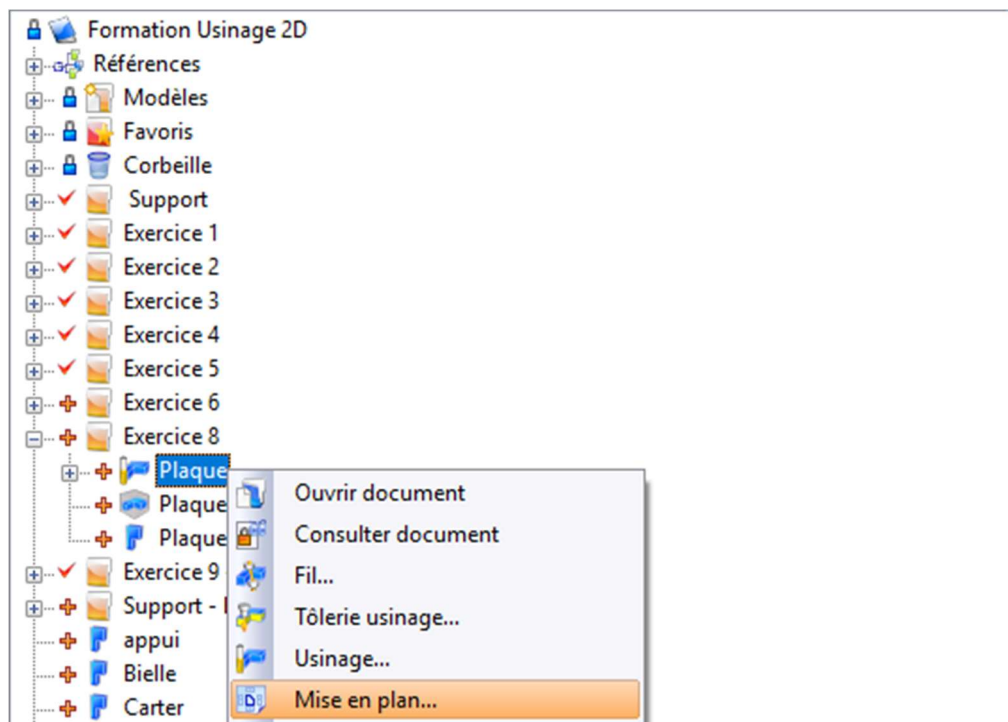 Formation Usinage 2D
Références
Modèles
Favoris
Corbeille
Support
Exercice 1
Exercice 2
Exercice 3
Exercice 4
Exercice 5
Exercice 6
Exercice 8
Plaque
Plaque
Plaque
Exercice 9
Support -
appui
Bielle
Carter
Ouvrir document
Consulter document
Fil...
Tôlerie usinage...
Usinage...
Mise en plan...